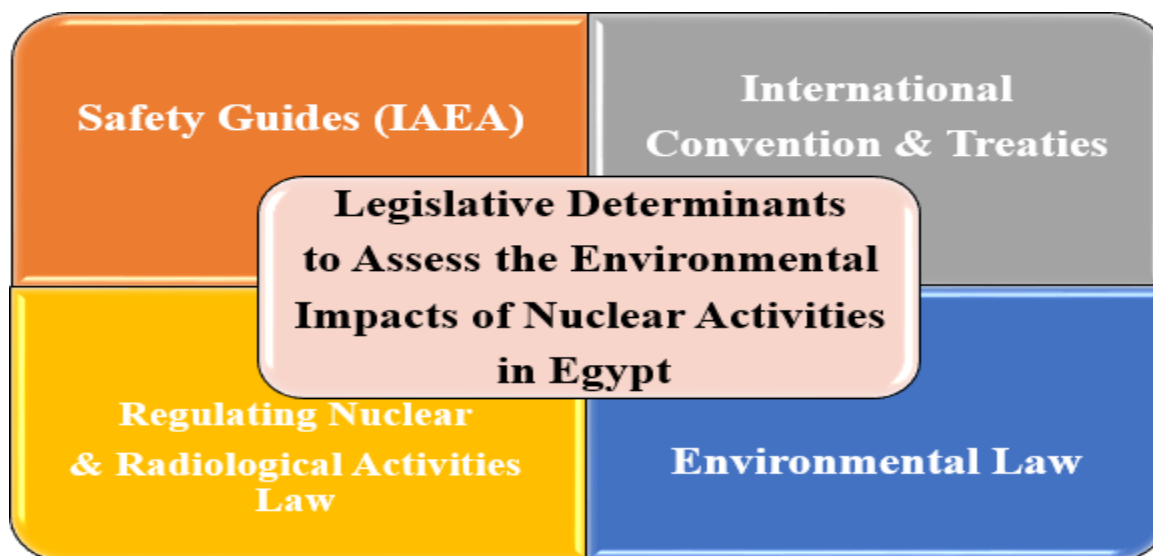 Safety Guides (IAEA)
International
Convention & Treaties
Legislative Determinants
to Assess the Environmental
Impacts of Nuclear Activities
in Egypt
Regulating Nuclear
& Radiological Activities
Law
Environmental Law